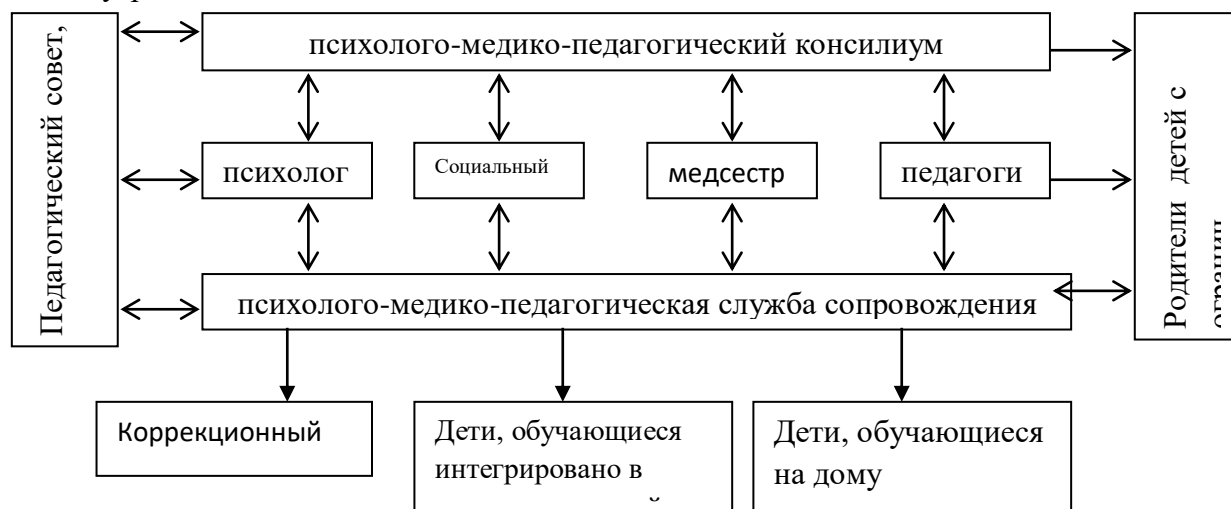 Педагогический совет,
психолого-медико-педагогический консилиум
Родители детей с
психолог
Социальный
медсестр
педагоги
психолого-медико-педагогическая служба сопровождения
Коррекционный
Дети, обучающиеся
интегрировано в
Дети, обучающиеся
на дому